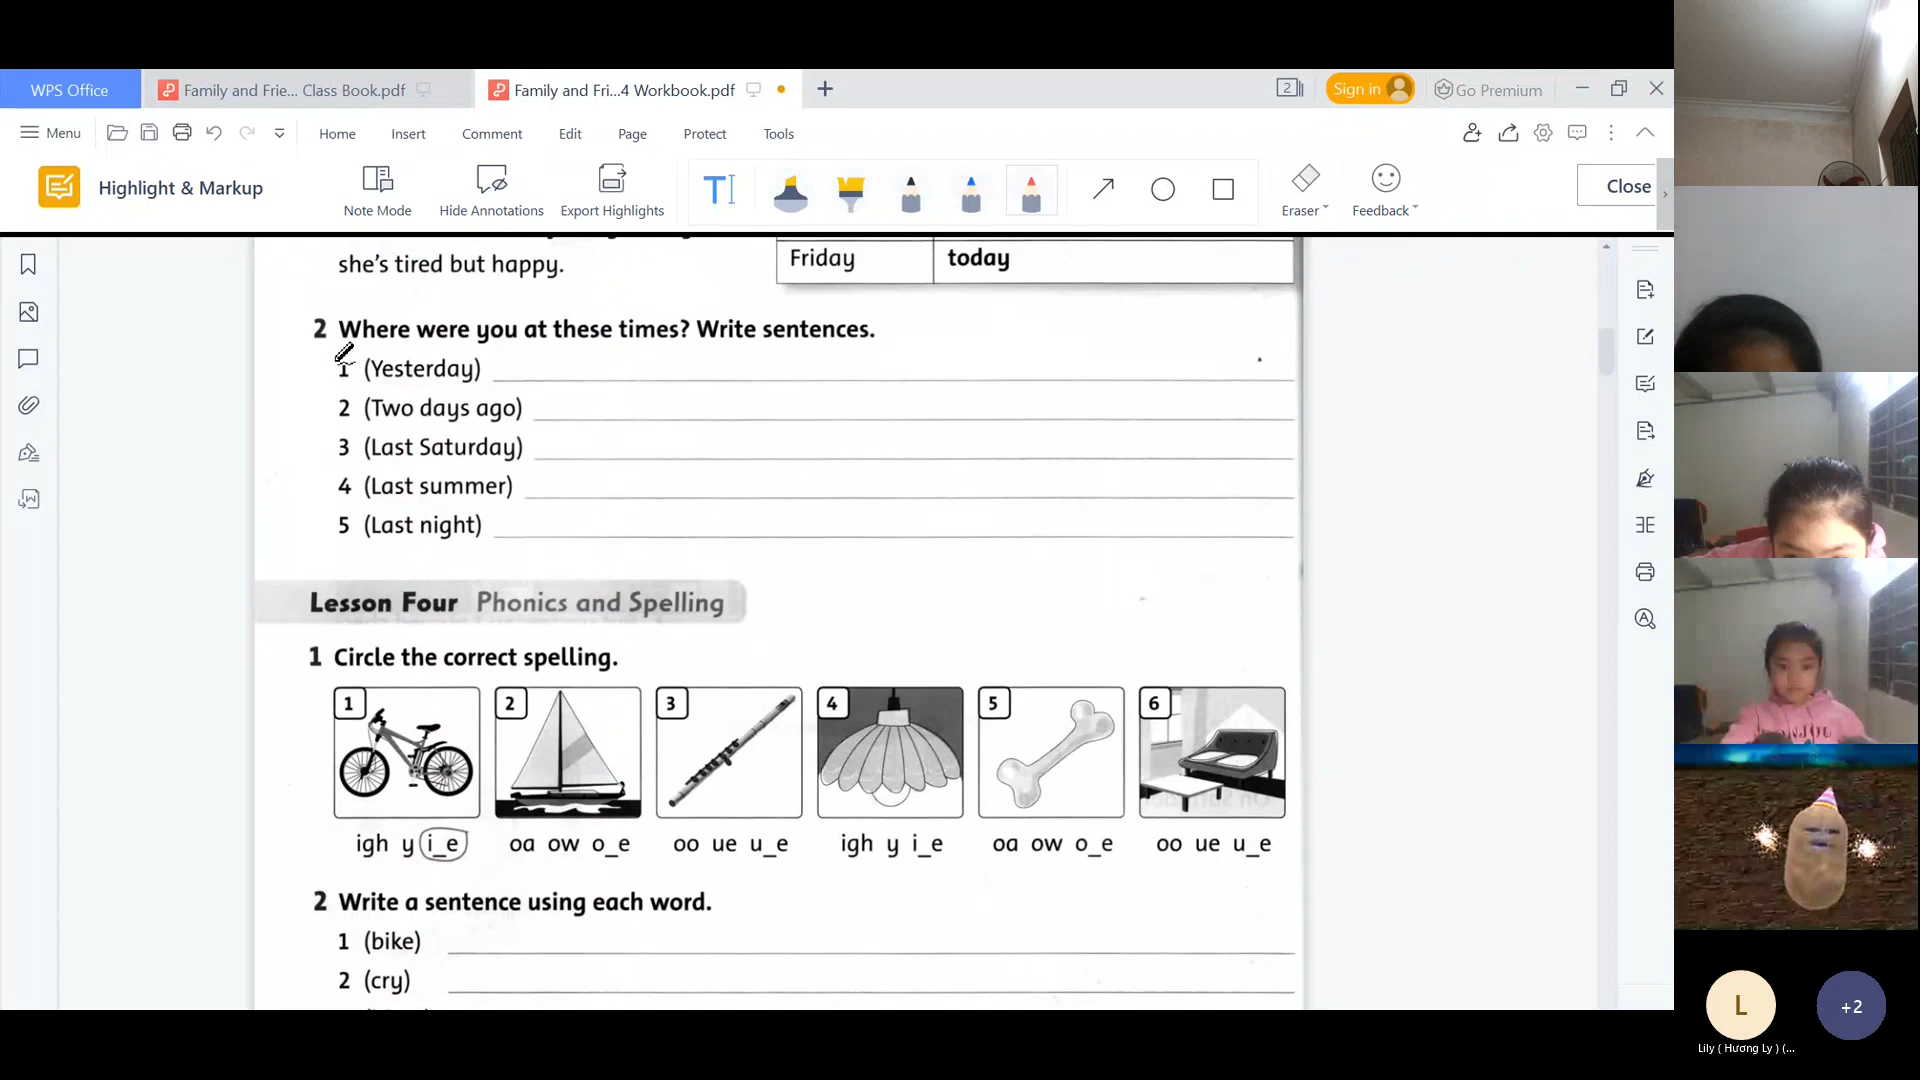 WPS Office
Family and Frie... Class Book.pdf
Family and Fri...4 Workbook.pdf
2
Sign in
Go Premium
Menu
Home
Insert
Comment
Edit
Page
Protect
Tools
Highlight & Markup
Note Mode
Hide Annotations
Export Highlights
Eraser
Feedback
Close
she's tired but happy.
Friday today
2 Where were you at these times? Write sentences.
1 (Yesterday)
2 (Two days ago)
3 (Last Saturday)
4 (Last summer)
5 (Last night)
Lesson Four Phonics and Spelling
1 Circle the correct spelling.
1 2 3 4 5 6
igh y i_e oa ow o_e oo ue u_e igh y i_e oa ow o_e oo ue u_e
2 Write a sentence using each word.
1 (bike)
2 (cry)
L
+2
Lily ( Hương Ly ) (...